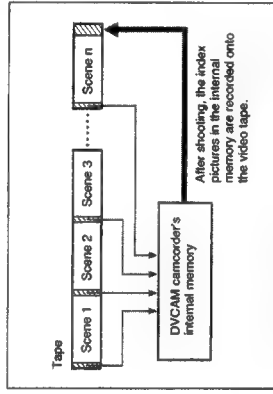 Tape
Scene 1
Scene 2
Scene 3
......
Scene n
DVCAM camcorder's
internal memory
After shooting, the index
pictures in the internal
memory are recorded onto
the video tape.